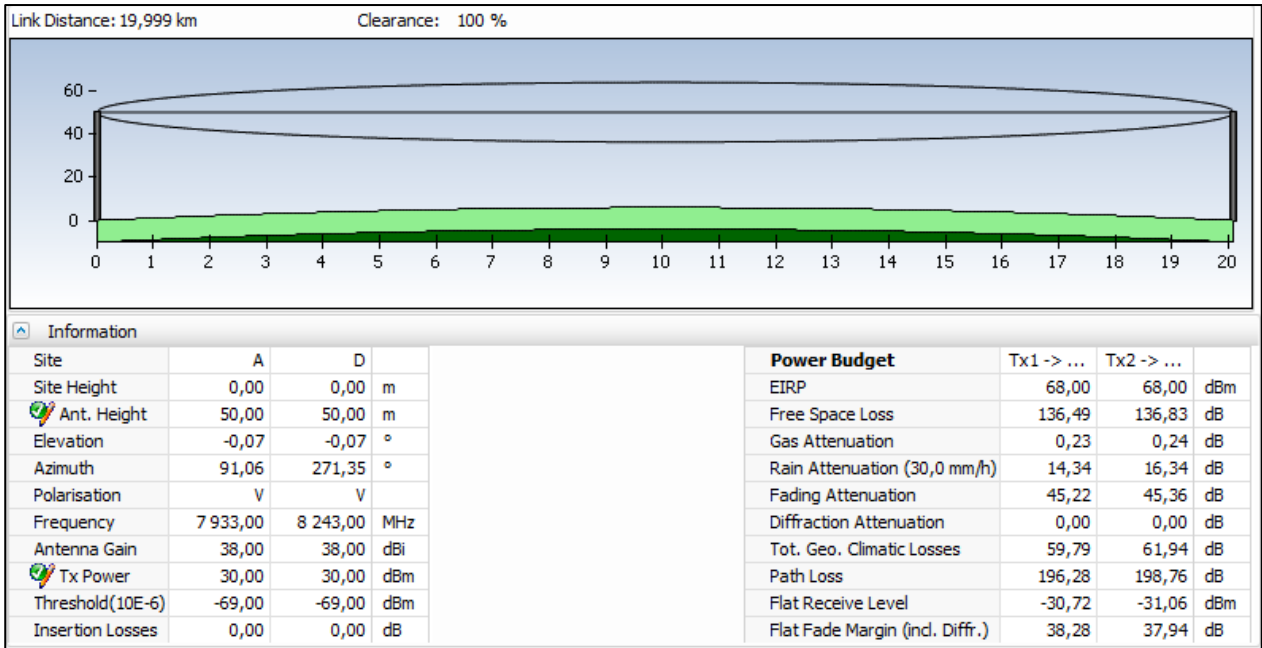 Link Distance: 19,999 km Clearance: 100 %
60
40
20
0
0 1 2 3 4 5 6 7 8 9 10 11 12 13 14 15 16 17 18 19 20
Information
Site A D Power Budget Tx1 -> ... Tx2 -> ...
Site Height 0,00 0,00 m EIRP 68,00 68,00 dBm
Ant. Height 50,00 50,00 m Free Space Loss 136,49 136,83 dB
Elevation -0,07 -0,07 ° Gas Attenuation 0,23 0,24 dB
Azimuth 91,06 271,35 ° Rain Attenuation (30,0 mm/h) 14,34 16,34 dB
Polarisation V V Fading Attenuation 45,22 45,36 dB
Frequency 7 933,00 8 243,00 MHz Diffraction Attenuation 0,00 0,00 dB
Antenna Gain 38,00 38,00 dBi Tot. Geo. Climatic Losses 59,79 61,94 dB
Tx Power 30,00 30,00 dBm Path Loss 196,28 198,76 dB
Threshold(10E-6) -69,00 -69,00 dBm Flat Receive Level -30,72 -31,06 dBm
Insertion Losses 0,00 0,00 dB Flat Fade Margin (incl. Diffr.) 38,28 37,94 dB